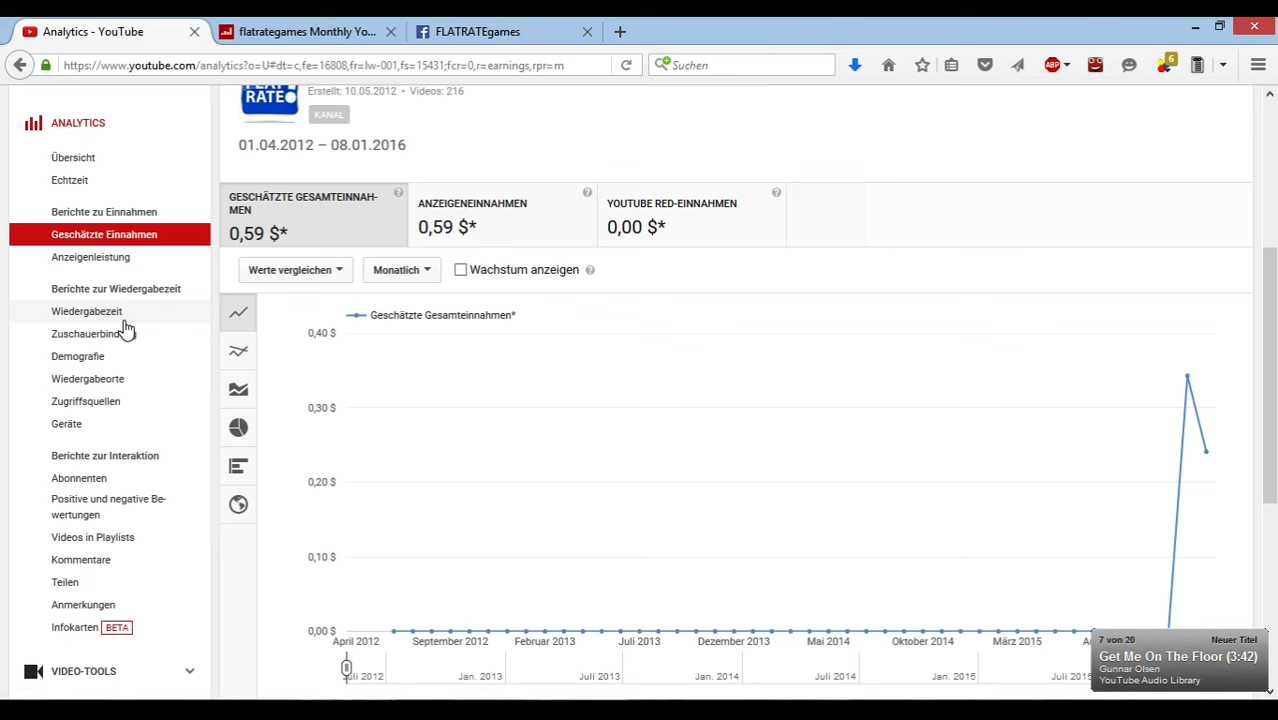 Analytics - YouTube
flatrategames Monthly Yo...
FLATRATEgames
https://www.youtube.com/analytics?o=U#dt=c,fe=16808,fr=lw-001,fs=15431;fcr=0,r=earnings,rpr=m
Suchen
ABP
6
RATE
Erstellt: 10.05.2012 • Videos: 216
KANAL
01.04.2012 – 08.01.2016
ANALYTICS
Übersicht
Echtzeit
Berichte zu Einnahmen
Geschätzte Einnahmen
Anzeigenleistung
Berichte zur Wiedergabezeit
Wiedergabezeit
Demografie
Wiedergabeorte
Zugriffsquellen
Geräte
Berichte zur Interaktion
Abonnenten
Positive und negative Be-
wertungen
Videos in Playlists
Kommentare
Teilen
Anmerkungen
Infokarten BETA
VIDEO-TOOLS
GESCHÄTZTE GESAMTEINNAH-
MEN
0,59 $*
ANZEIGENEINNAHMEN
0,59 $*
YOUTUBE RED-EINNAHMEN
0,00 $*
Werte vergleichen
Monatlich
Wachstum anzeigen
Geschätzte Gesamteinnahmen*
0,40 $
0,30 $
0,20 $
0,10 $
0,00 $
April 2012 September 2012 Februar 2013 Juli 2013 Dezember 2013 Mai 2014 Oktober 2014 März 2015
Juli 2012 Jan. 2013 Juli 2013 Jan. 2014 Juli 2014 Jan. 2015
7 von 20 Neuer Titel
Get Me On The Floor (3:42)
Gunnar Olsen
YouTube Audio Library